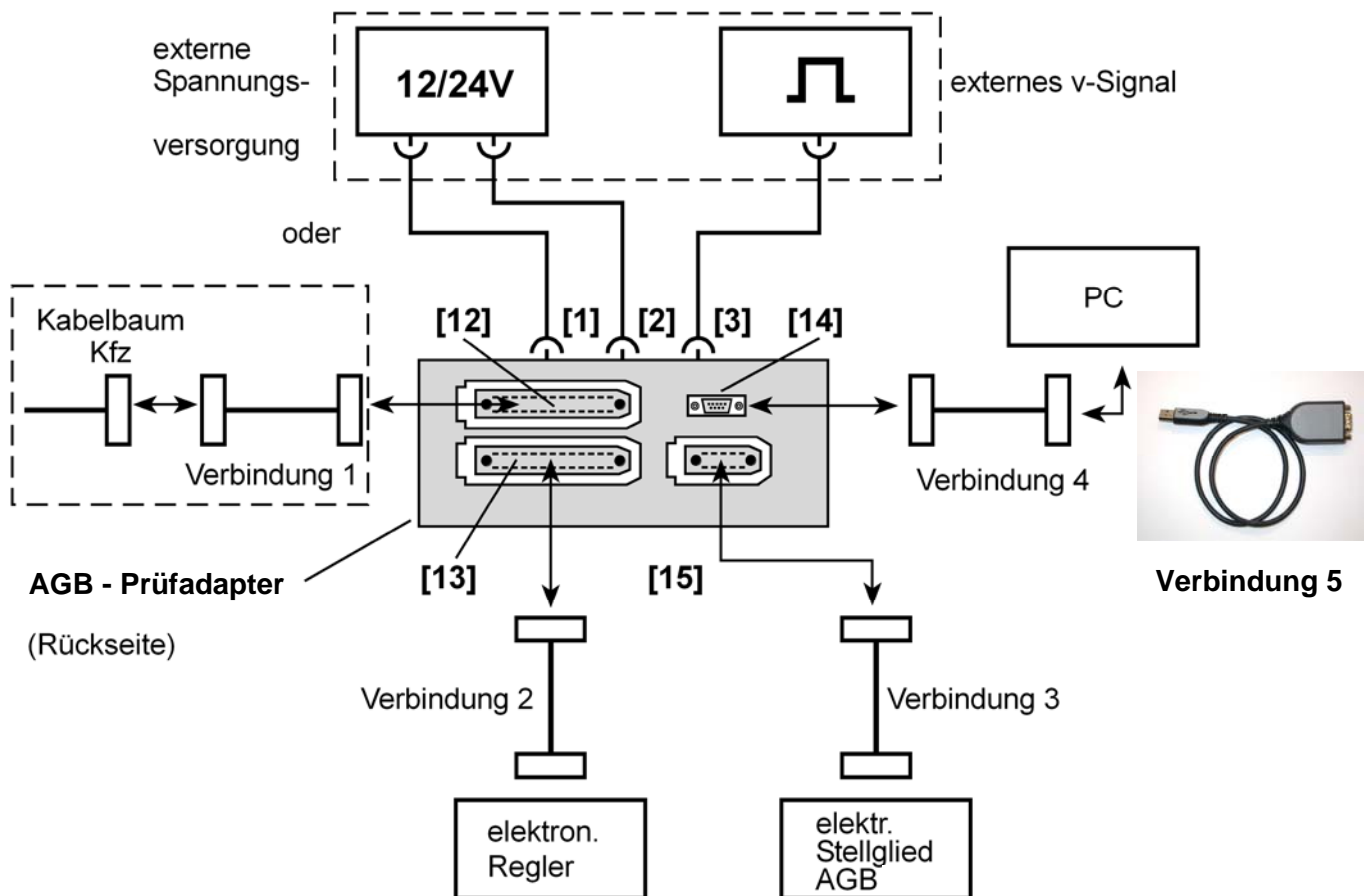 externe
Spannungs-
versorgung
12/24V
externes v-Signal
oder
Kabelbaum
Kfz
[12]
[1]
[2]
[3]
[14]
PC
Verbindung 1
Verbindung 4
AGB - Prüfadapter
(Rückseite)
[13]
[15]
Verbindung 5
Verbindung 2
Verbindung 3
elektron.
Regler
elektr.
Stellglied
AGB